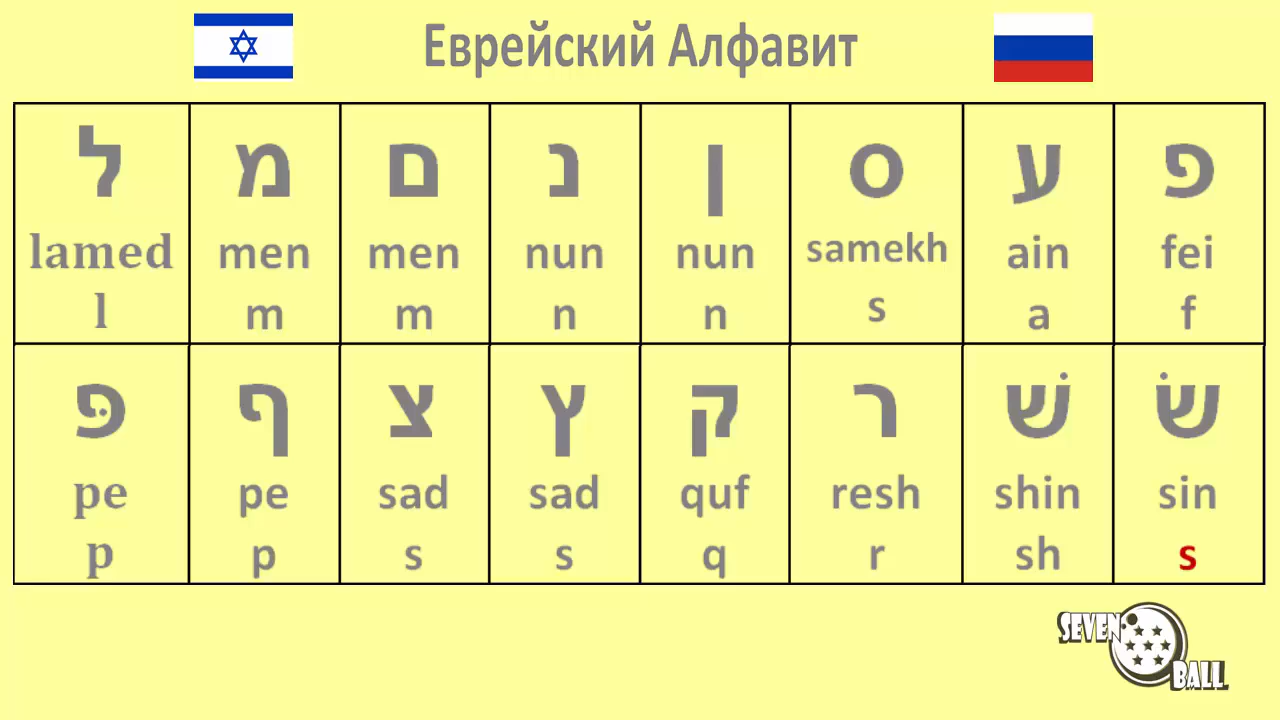 Еврейский Алфавит
ל מ ם נ ן ס ע פ
lamed men men nun nun samekh ain fei
l m m n n s a f
פּ ף צ ץ ק ר שׁ שׂ
pe pe sad sad quf resh shin sin
p p s s q r sh s
SEVEN
BALL